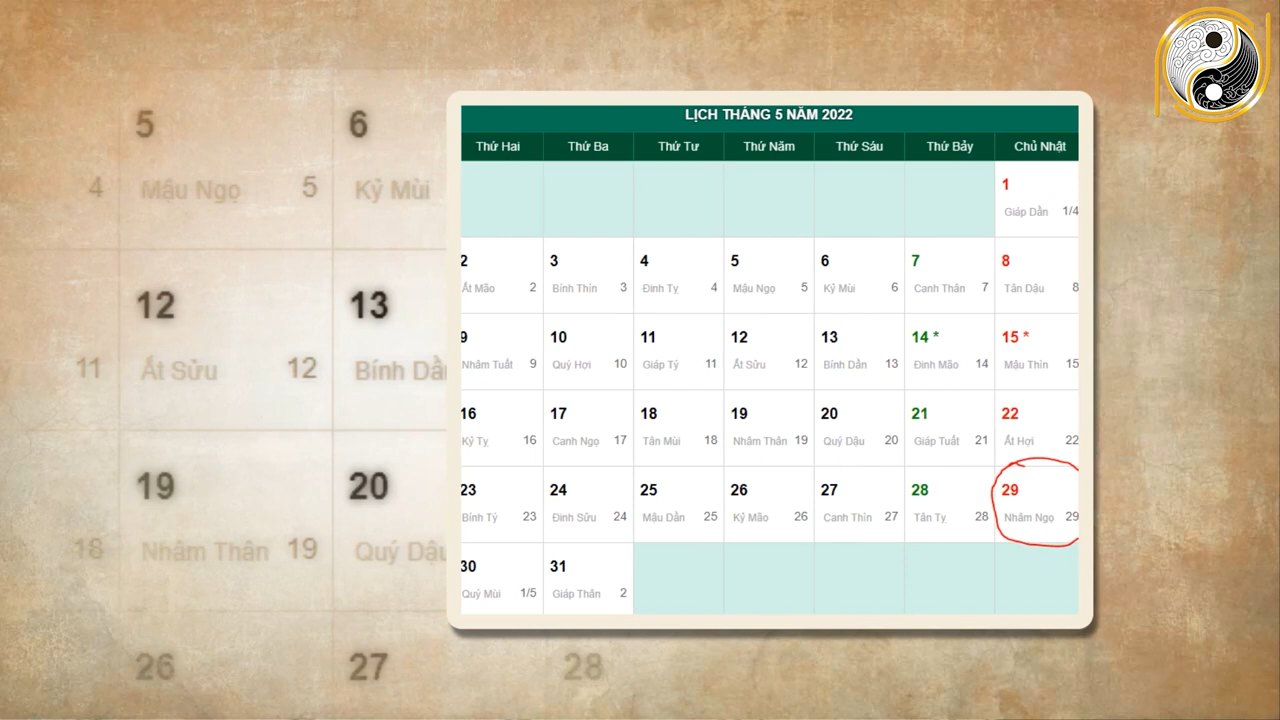 LỊCH THÁNG 5 NĂM 2022
Thứ Hai Thứ Ba Thứ Tư Thứ Năm Thứ Sáu Thứ Bảy Chủ Nhật
1
Giáp Dần 1/4
2 3 4 5 6 7 8
Ất Mão 2 Bính Thìn 3 Đinh Tỵ 4 Mậu Ngọ 5 Kỷ Mùi 6 Canh Thân 7 Tân Dậu 8
9 10 11 12 13 14 * 15 *
Nhâm Tuất 9 Quý Hợi 10 Giáp Tý 11 Ất Sửu 12 Bính Dần 13 Đinh Mão 14 Mậu Thìn 15
16 17 18 19 20 21 22
Kỷ Tỵ 16 Canh Ngọ 17 Tân Mùi 18 Nhâm Thân 19 Quý Dậu 20 Giáp Tuất 21 Ất Hợi 22
23 24 25 26 27 28 29
Bính Tý 23 Đinh Sửu 24 Mậu Dần 25 Kỷ Mão 26 Canh Thìn 27 Tân Tỵ 28 Nhâm Ngọ 29
30 31
Quý Mùi 1/5 Giáp Thân 2
5 6
4 Mậu Ngọ 5 Kỷ Mùi
12 13
11 Ất Sửu 12 Bính
19 20
18 Nhâm Thân 19 Quý
26 27 28